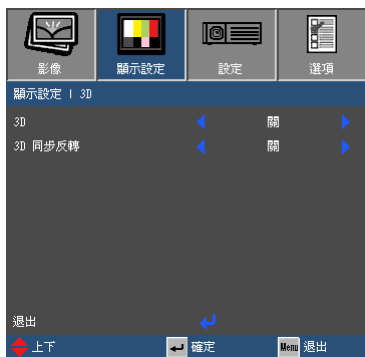 影像 顯示設定 設定 選項
顯示設定 | 3D
3D 關
3D 同步反轉 關
退出
上下 確定 Menu 退出